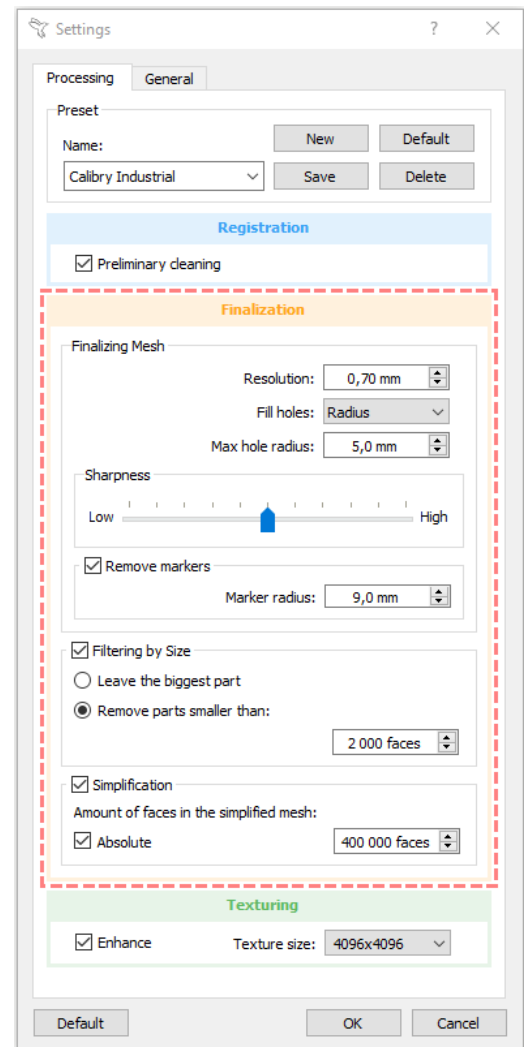 Settings ?
Processing General
Preset
Name: New Default
Calibry Industrial Save Delete
Registration
Preliminary cleaning
Finalization
Finalizing Mesh
Resolution: 0,70 mm
Fill holes: Radius
Max hole radius: 5,0 mm
Sharpness
Low High
Remove markers
Marker radius: 9,0 mm
Filtering by Size
Leave the biggest part
Remove parts smaller than:
2 000 faces
Simplification
Amount of faces in the simplified mesh:
Absolute 400 000 faces
Texturing
Enhance Texture size: 4096x4096
Default OK Cancel